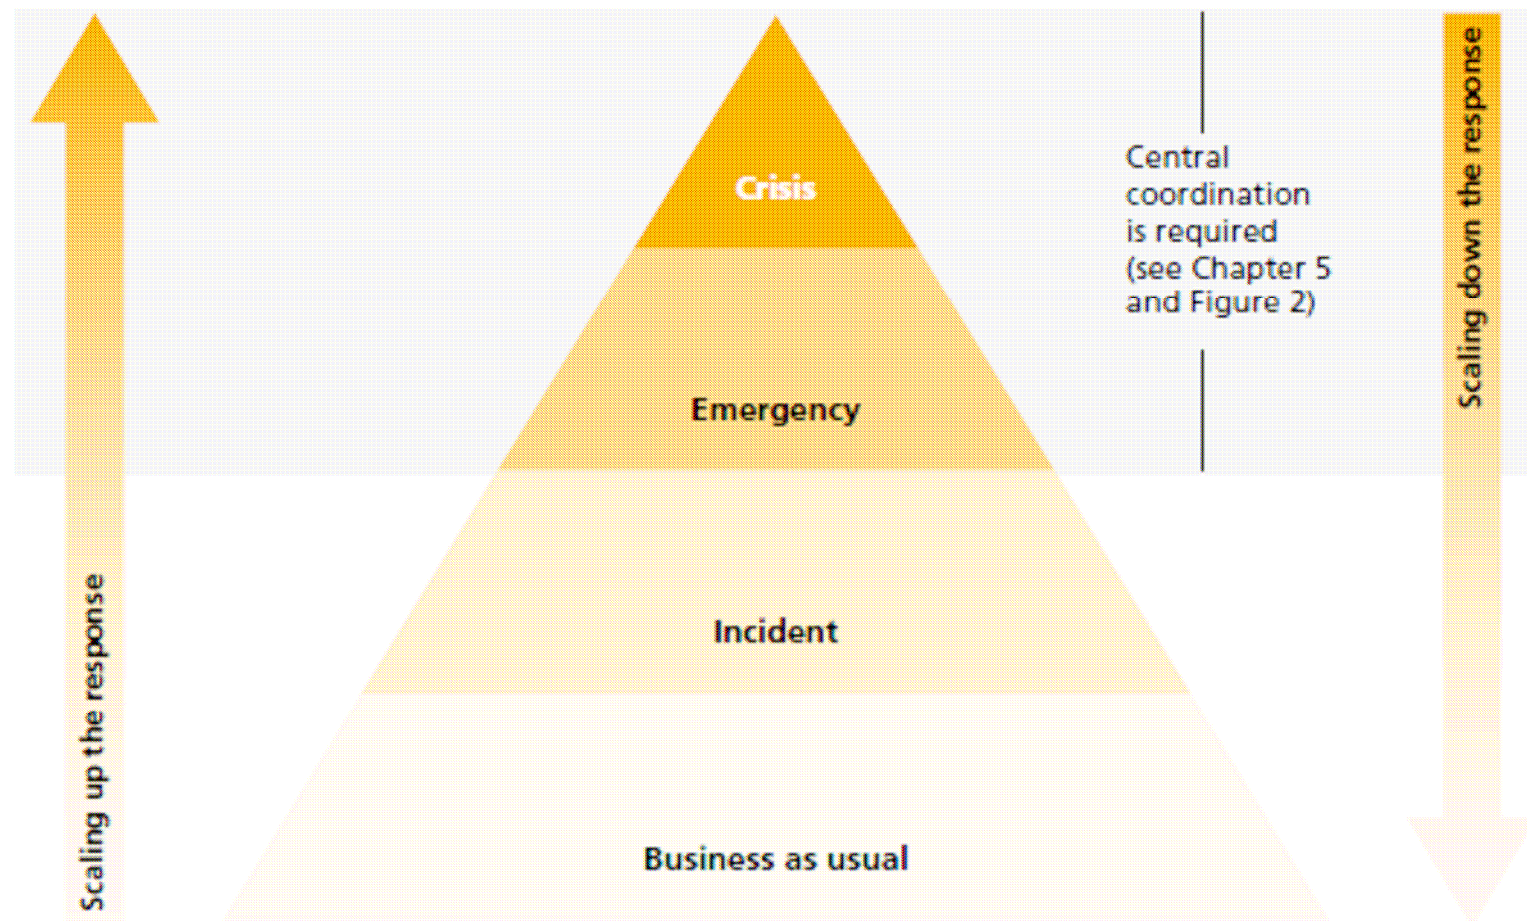 Crisis
Central
coordination
is required
(see Chapter 5
and Figure 2)
Scaling down the response
Emergency
Incident
Scaling up the response
Business as usual